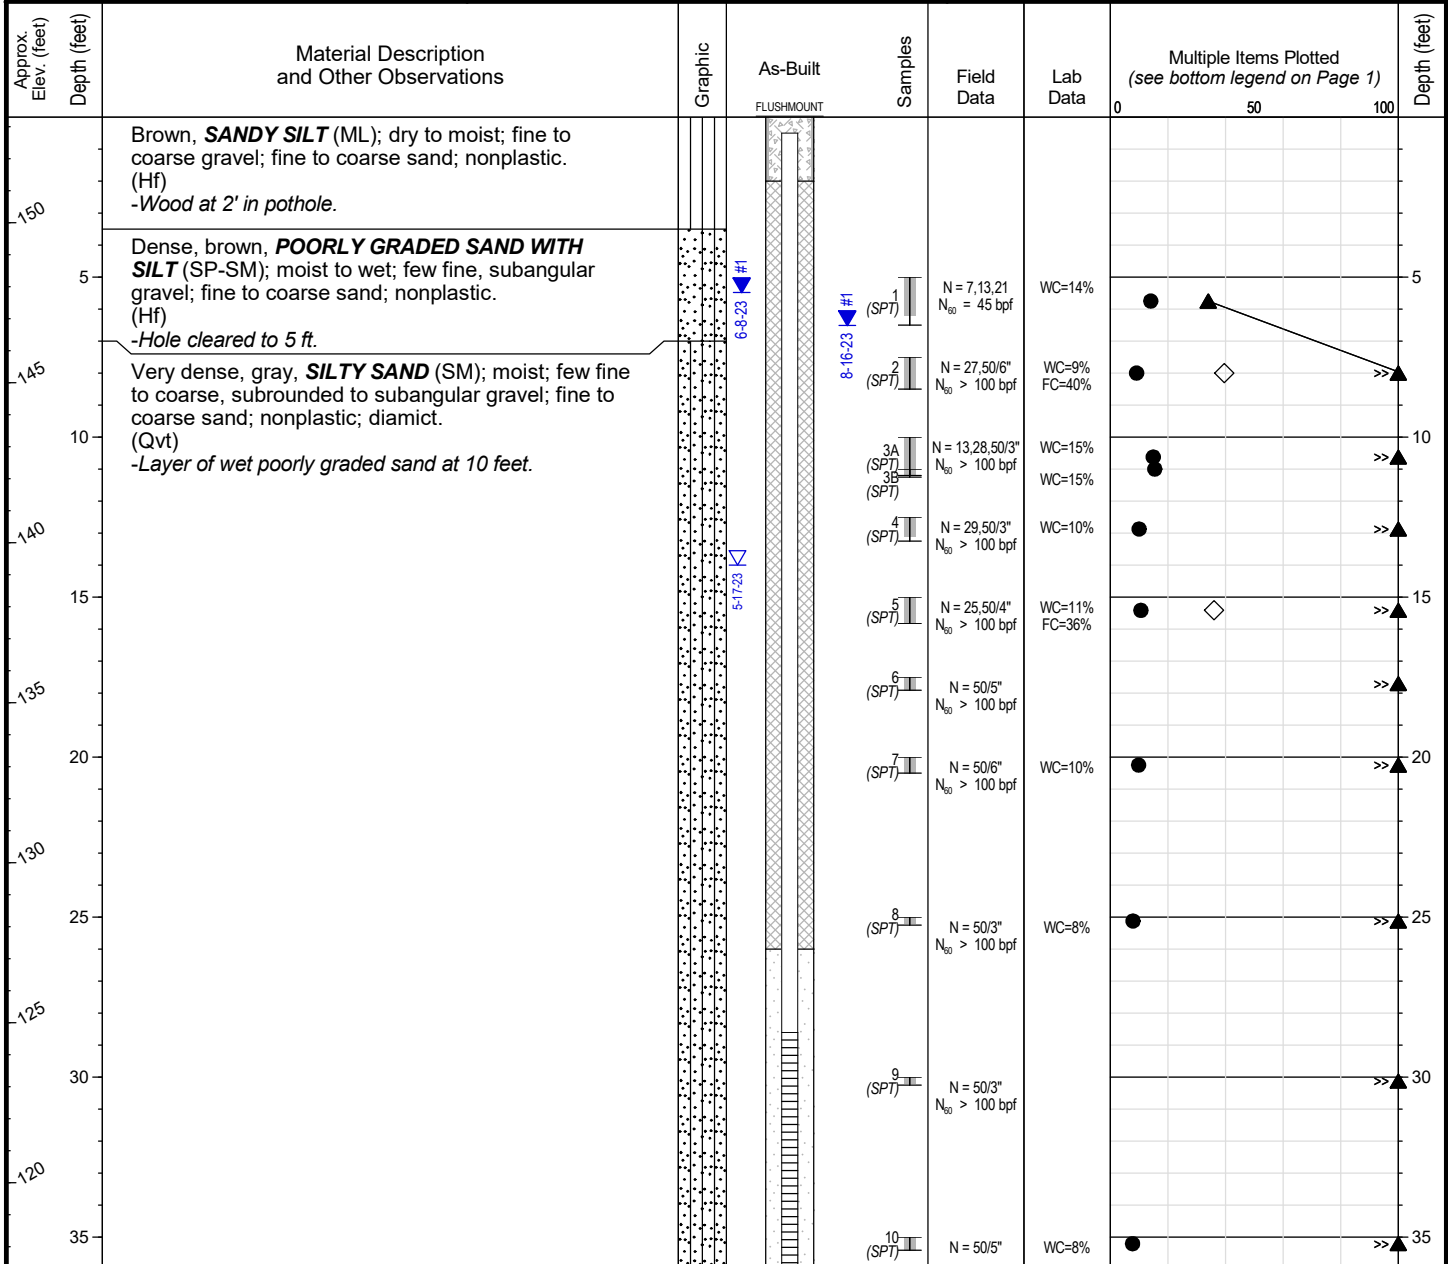 Approx.
Elev. (feet)
Depth (feet)
Material Description
and Other Observations
Graphic
As-Built
FLUSHMOUNT
Samples
Field
Data
Lab
Data
Multiple Items Plotted
(see bottom legend on Page 1)
0 50 100
Depth (feet)
Brown, SANDY SILT (ML); dry to moist; fine to
coarse gravel; fine to coarse sand; nonplastic.
(Hf)
-Wood at 2' in pothole.
150
Dense, brown, POORLY GRADED SAND WITH
SILT (SP-SM); moist to wet; few fine, subangular
gravel; fine to coarse sand; nonplastic.
(Hf)
-Hole cleared to 5 ft.
5
6-8-23 #1
8-16-23 #1
1
(SPT)
N = 7,13,21
N60 = 45 bpf
WC=14%
5
Very dense, gray, SILTY SAND (SM); moist; few fine
to coarse, subrounded to subangular gravel; fine to
coarse sand; nonplastic; diamict.
(Qvt)
-Layer of wet poorly graded sand at 10 feet.
145
2
(SPT)
N = 27,50/6"
N60 > 100 bpf
WC=9%
FC=40%
>>
10
3A
(SPT)
3B
(SPT)
N = 13,28,50/3"
N60 > 100 bpf
WC=15%
WC=15%
>>
10
140
4
(SPT)
N = 29,50/3"
N60 > 100 bpf
WC=10%
>>
5-17-23
15
5
(SPT)
N = 25,50/4"
N60 > 100 bpf
WC=11%
FC=36%
>>
15
135
6
(SPT)
N = 50/5"
N60 > 100 bpf
>>
20
7
(SPT)
N = 50/6"
N60 > 100 bpf
WC=10%
>>
20
130
25
8
(SPT)
N = 50/3"
N60 > 100 bpf
WC=8%
>>
25
125
30
9
(SPT)
N = 50/3"
N60 > 100 bpf
>>
30
120
35
10
(SPT)
N = 50/5"
WC=8%
>>
35